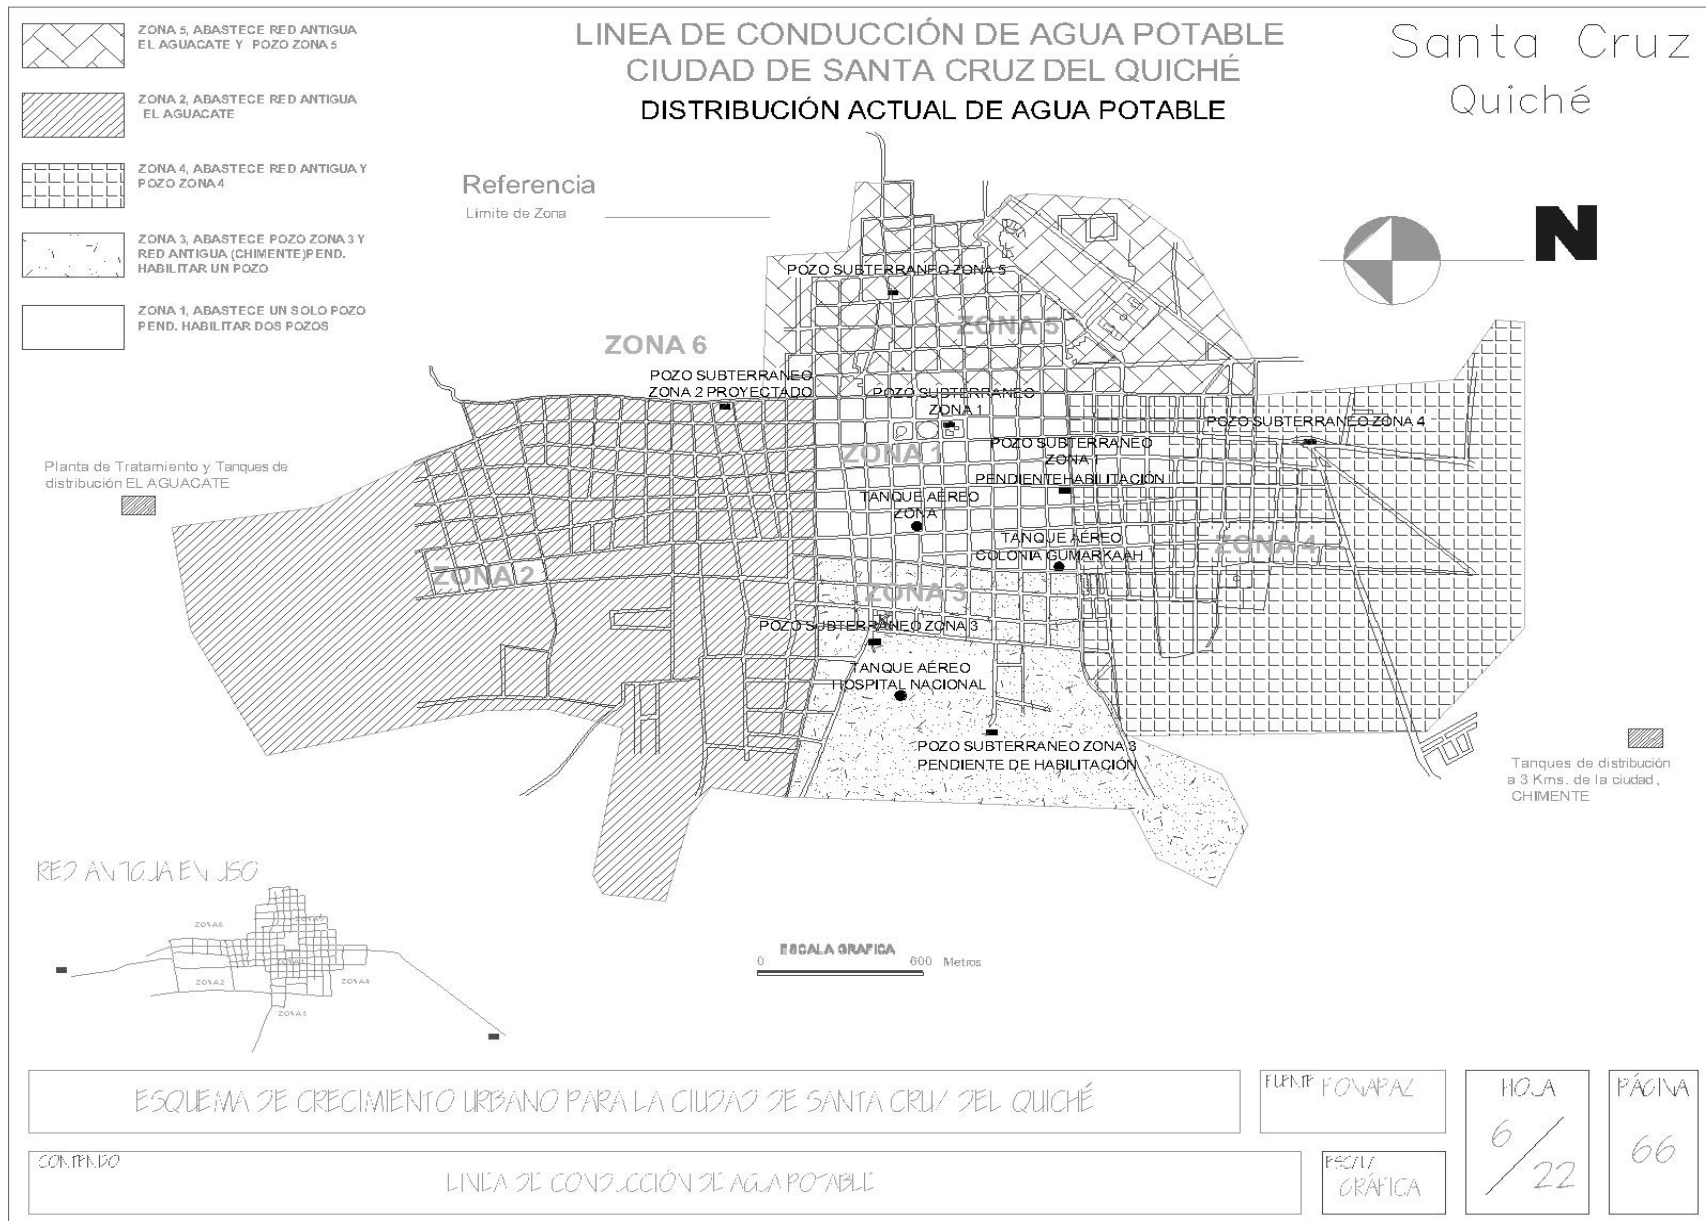 ZONA 5, ABASTECE RED ANTIGUA
EL AGUACATE Y POZO ZONA 5
ZONA 2, ABASTECE RED ANTIGUA
EL AGUACATE
ZONA 4, ABASTECE RED ANTIGUA Y
POZO ZONA 4
ZONA 3, ABASTECE POZO ZONA 3 Y
RED ANTIGUA (CHIMENTE)PEND.
HABILITAR UN POZO
ZONA 1, ABASTECE UN SOLO POZO
PEND. HABILITAR DOS POZOS
LINEA DE CONDUCCIÓN DE AGUA POTABLE
CIUDAD DE SANTA CRUZ DEL QUICHÉ
DISTRIBUCIÓN ACTUAL DE AGUA POTABLE
Santa Cruz
Quiché
Referencia
Límite de Zona
N
POZO SUBTERRANEO ZONA 5
ZONA 5
ZONA 6
POZO SUBTERRANEO
ZONA 2 PROYECTADO
POZO SUBTERRANEO
ZONA 1
POZO SUBTERRANEO ZONA 4
ZONA 1
POZO SUBTERRANEO
ZONA 1
PENDIENTE HABILITACIÓN
Planta de Tratamiento y Tanques de
distribución EL AGUACATE
TANQUE AÉREO
ZONA
TANQUE AÉREO
COLONIA GUMARKAAH
ZONA 4
ZONA 2
ZONA 3
POZO SUBTERRANEO ZONA 3
TANQUE AÉREO
HOSPITAL NACIONAL
POZO SUBTERRANEO ZONA 3
PENDIENTE DE HABILITACIÓN
Tanques de distribución
a 3 Kms. de la ciudad,
CHIMENTE
RED ANTIGUA EN USO
ZONA6
ZONA5
ZONA1
ZONA2
ZONA4
ZONA3
ESCALA GRAFICA
0 600 Metros
ESQUEMA DE CRECIMIENTO URBANO PARA LA CIUDAD DE SANTA CRUZ DEL QUICHÉ
FUENTE FONAPAZ
HOJA
6/22
PÁGINA
66
CONTENIDO
LINEA DE CONDUCCIÓN DE AGUA POTABLE
ESCALA
GRÁFICA